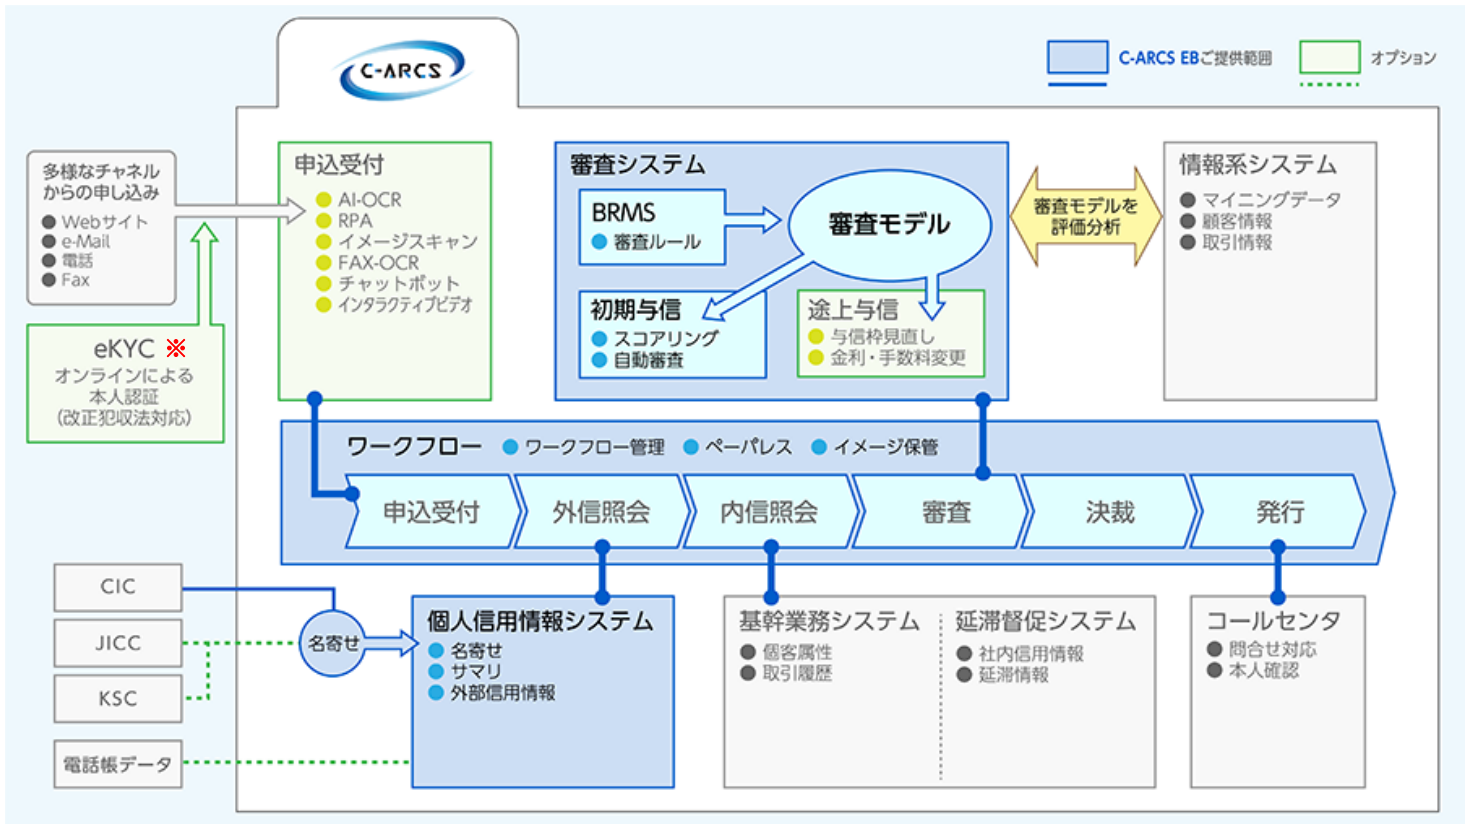 C-ARCS
C-ARCS EBご提供範囲
オプション
多様なチャネル
からの申し込み
Webサイト
e-Mail
電話
Fax
eKYC ※
オンラインによる
本人認証
(改正犯収法対応)
申込受付
AI-OCR
RPA
イメージスキャン
FAX-OCR
チャットボット
インタラクティブビデオ
審査システム
BRMS
審査ルール
審査モデル
初期与信
スコアリング
自動審査
途上与信
与信枠見直し
金利・手数料変更
審査モデルを
評価分析
情報系システム
マイニングデータ
顧客情報
取引情報
ワークフロー
ワークフロー管理
ペーパレス
イメージ保管
申込受付
外信照会
内信照会
審査
決裁
発行
CIC
JICC
KSC
電話帳データ
名寄せ
個人信用情報システム
名寄せ
サマリ
外部信用情報
基幹業務システム
個客属性
取引履歴
延滞督促システム
社内信用情報
延滞情報
コールセンタ
問合せ対応
本人確認